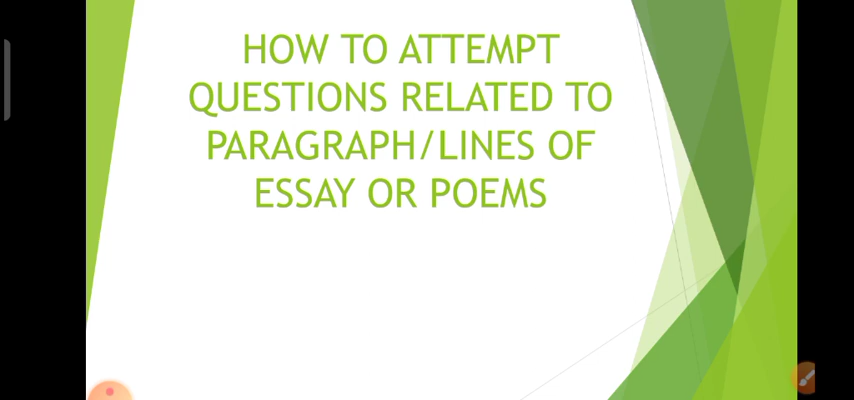 HOW TO ATTEMPT
QUESTIONS RELATED TO
PARAGRAPH/LINES OF
ESSAY OR POEMS